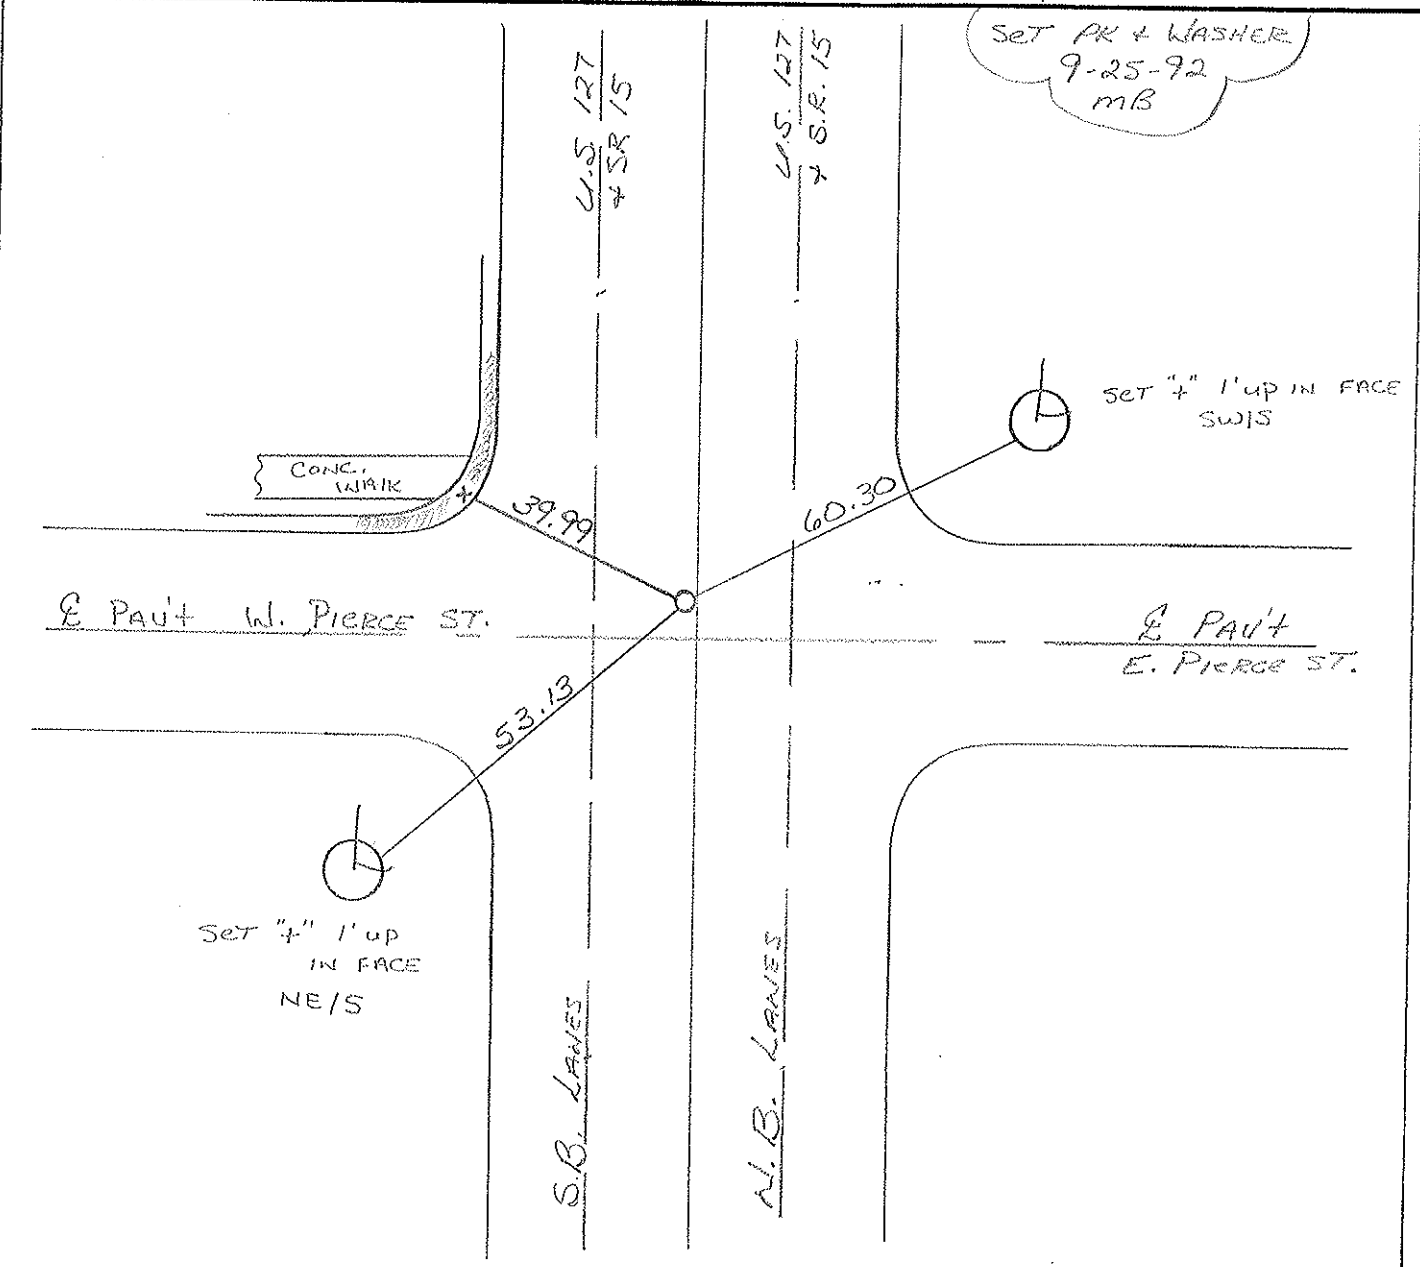 SET PK & WASHER
9-25-92
MB
U.S. 127
& SR 15
U.S. 127
& S.R. 15
SET "+" 1' UP IN FACE
SW/S
CONC.
WALK
39.99
60.30
℄ PAV'T W. PIERCE ST.
℄ PAV'T
E. PIERCE ST.
53.13
SET "+" 1' UP
IN FACE
NE/S
S.B. LANES
N.B. LANES